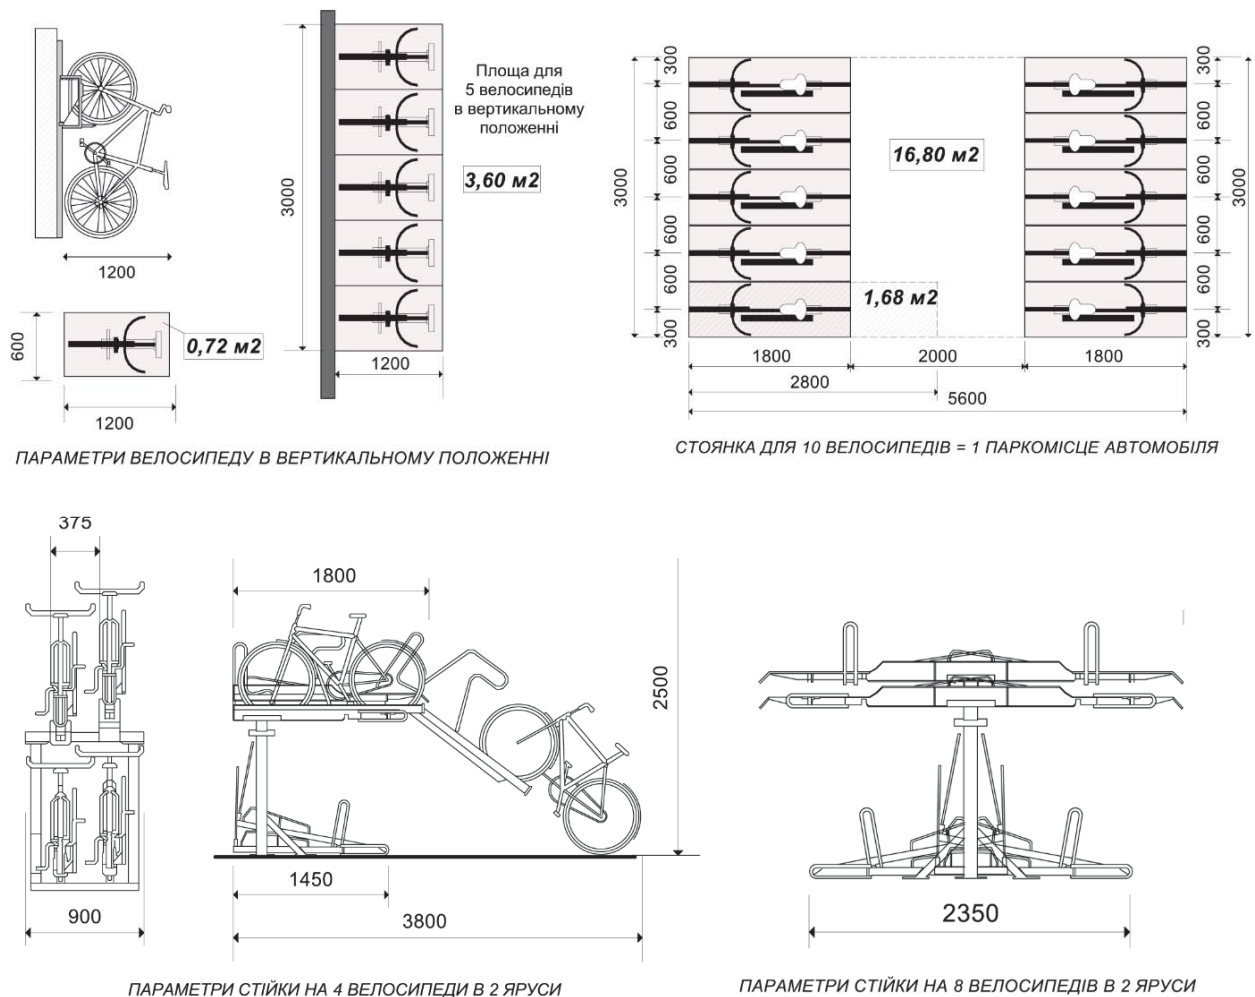 1200
600
0,72 м2
1200
3000
Площа для
5 велосипедів
в вертикальному
положенні
3,60 м2
1200
ПАРАМЕТРИ ВЕЛОСИПЕДУ В ВЕРТИКАЛЬНОМУ ПОЛОЖЕННІ
3000
300
600
600
600
600
300
16,80 м2
1,68 м2
300
600
600
600
600
300
3000
1800
2000
1800
2800
5600
СТОЯНКА ДЛЯ 10 ВЕЛОСИПЕДІВ = 1 ПАРКОМІСЦЕ АВТОМОБІЛЯ
375
900
1800
2500
1450
3800
ПАРАМЕТРИ СТІЙКИ НА 4 ВЕЛОСИПЕДИ В 2 ЯРУСИ
2350
ПАРАМЕТРИ СТІЙКИ НА 8 ВЕЛОСИПЕДІВ В 2 ЯРУСИ